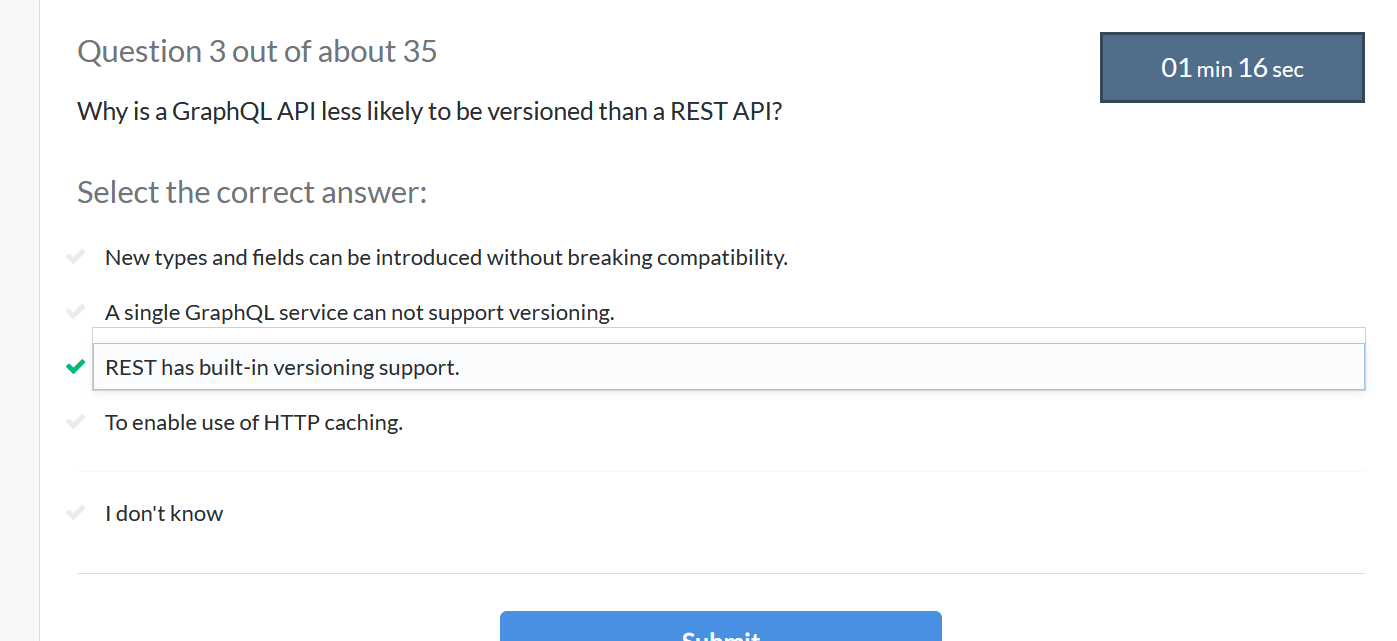 Question 3 out of about 35
01 min 16 sec
Why is a GraphQL API less likely to be versioned than a REST API?
Select the correct answer:
New types and fields can be introduced without breaking compatibility.
A single GraphQL service can not support versioning.
REST has built-in versioning support.
To enable use of HTTP caching.
I don't know
Submit